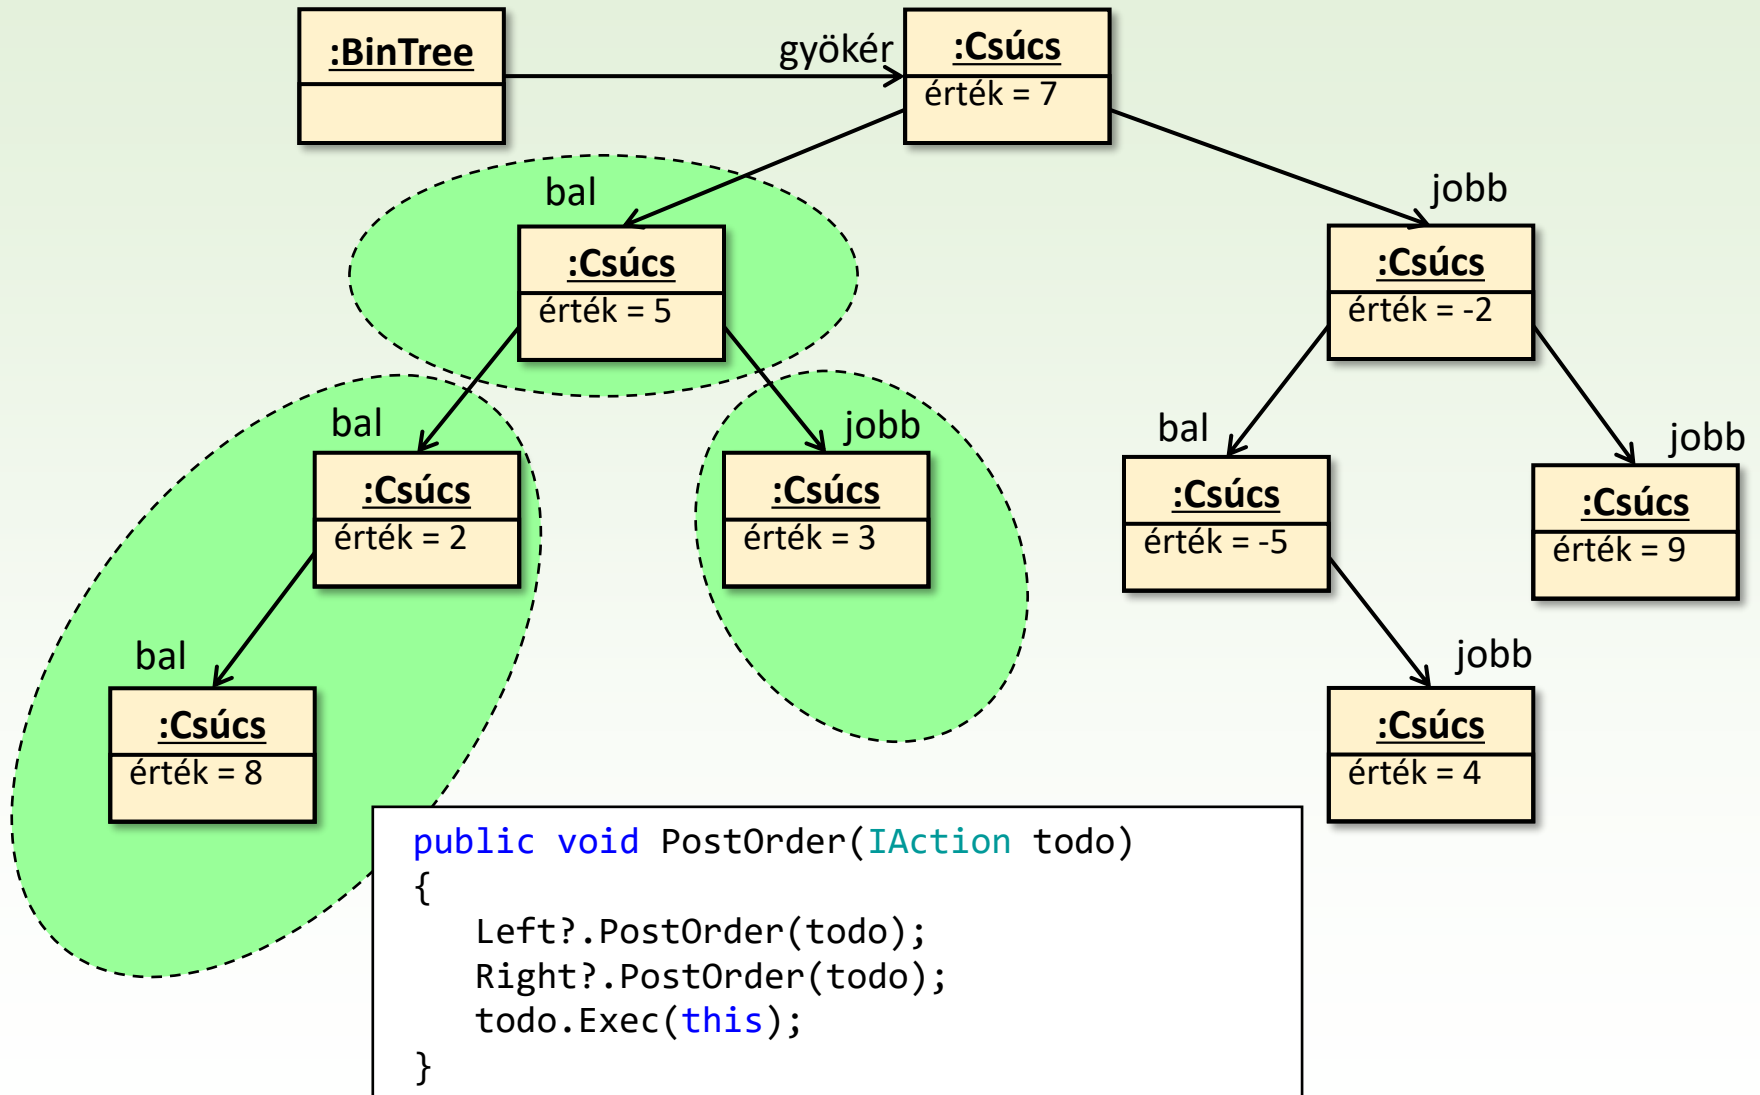 :BinTree
gyökér
:Csúcs
érték = 7
bal
jobb
:Csúcs
érték = 5
:Csúcs
érték = -2
bal
jobb
bal
jobb
:Csúcs
érték = 2
:Csúcs
érték = 3
:Csúcs
érték = -5
:Csúcs
érték = 9
bal
jobb
:Csúcs
érték = 8
:Csúcs
érték = 4
public void PostOrder(IAction todo)
{
Left?.PostOrder(todo);
Right?.PostOrder(todo);
todo.Exec(this);
}